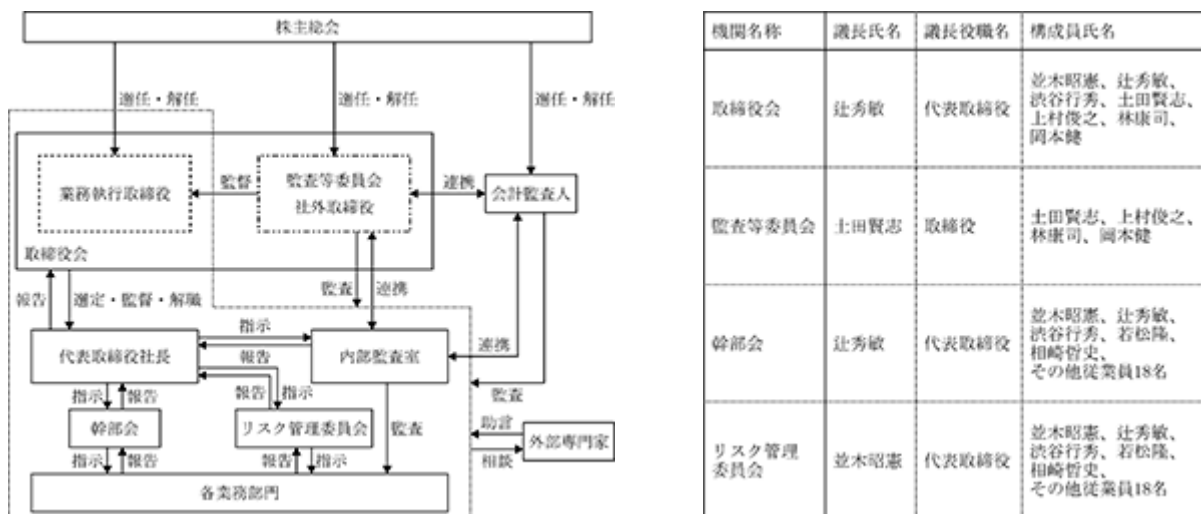 株主総会
選任・解任
選任・解任
選任・解任
業務執行取締役
監督
監査等委員会
社外取締役
連携
会計監査人
取締役会
報告
選定・監督・解職
監査
連携
指示
代表取締役社長
報告
内部監査室
連携
指示
報告
報告
指示
監査
幹部会
リスク管理委員会
監査
助言
外部専門家
相談
指示
報告
報告
指示
各業務部門
機関名称
議長氏名
議長役職名
構成員氏名
取締役会
辻秀敏
代表取締役
並木昭憲、辻秀敏、
渋谷行秀、土田賢志、
上村俊之、林康司、
岡本健
監査等委員会
土田賢志
取締役
土田賢志、上村俊之、
林康司、岡本健
幹部会
辻秀敏
代表取締役
並木昭憲、辻秀敏、
渋谷行秀、若松隆、
相崎哲史、
その他従業員18名
リスク管理
委員会
並木昭憲
代表取締役
並木昭憲、辻秀敏、
渋谷行秀、若松隆、
相崎哲史、
その他従業員18名